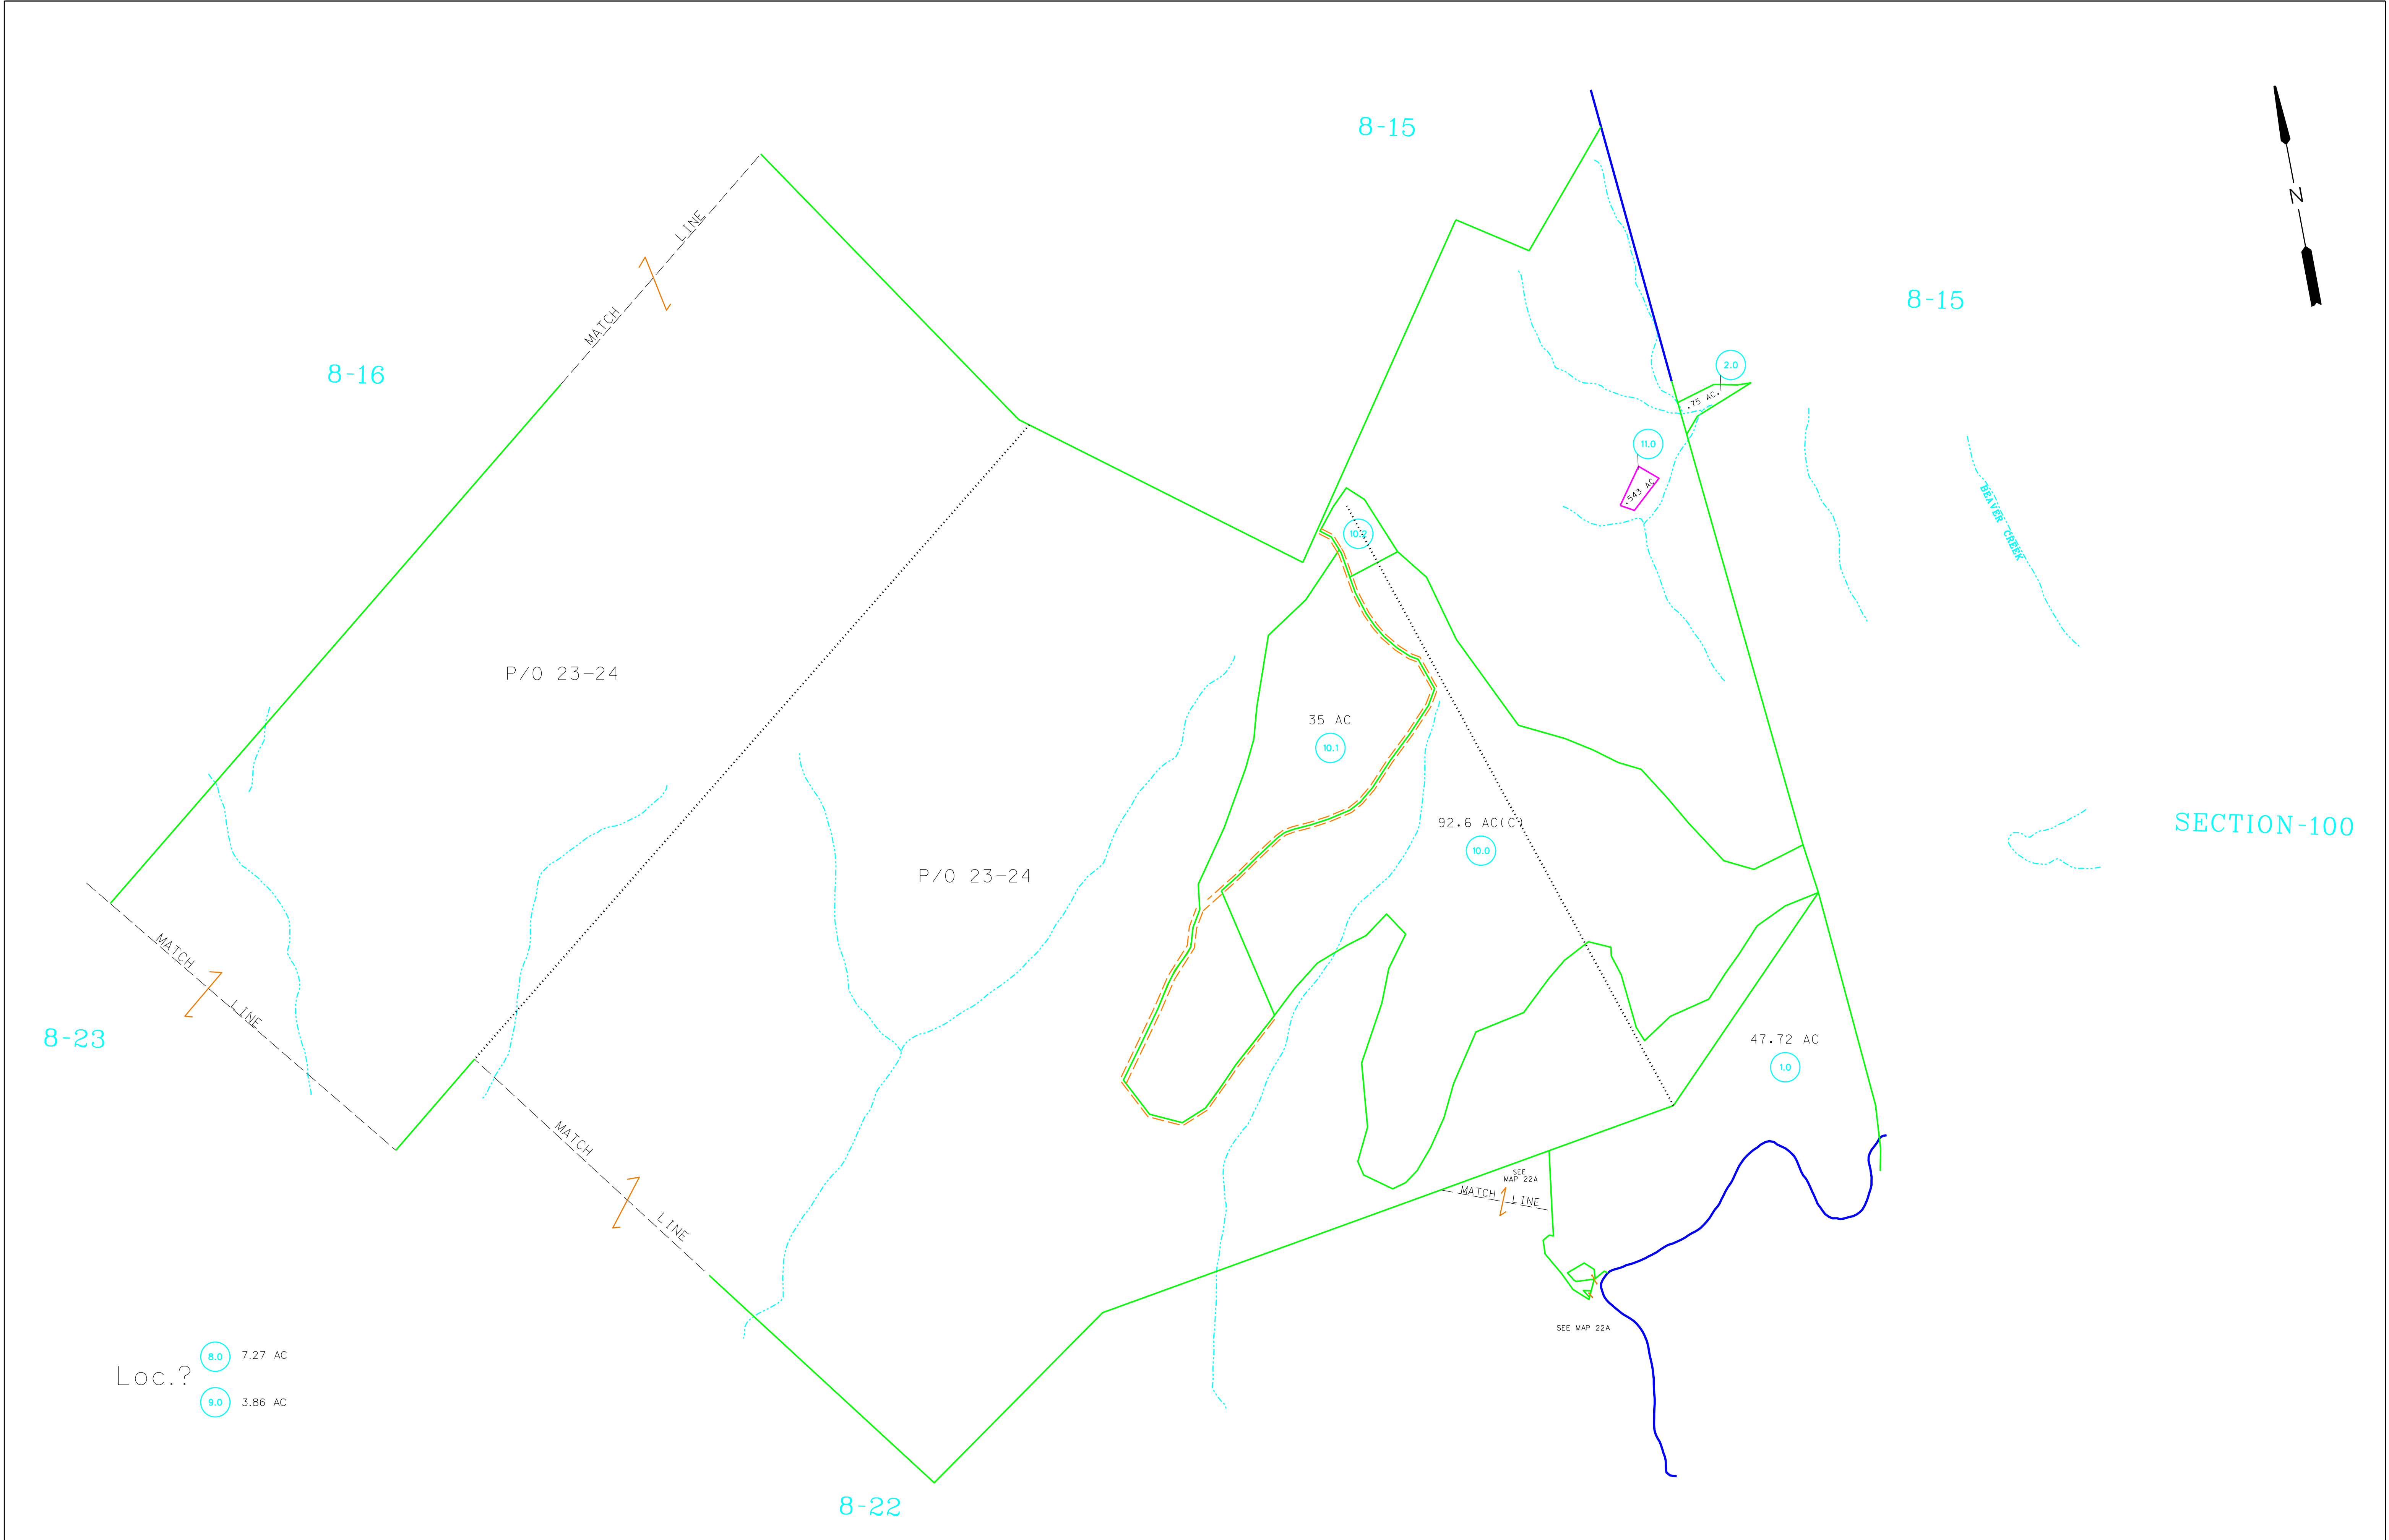 8-15
N
MATCH LINE
8-15
8-16
2.0
.75 AC.
11.0
.543 AC
BEAVER CREEK
10.2
P/O 23-24
35 AC
10.1
92.6 AC(C)
10.0
SECTION-100
P/O 23-24
MATCH LINE
8-23
47.72 AC
1.0
MATCH LINE
SEE
MAP 22A
MATCH LINE
SEE MAP 22A
Loc.?
8.0 7.27 AC
9.0 3.86 AC
8-22